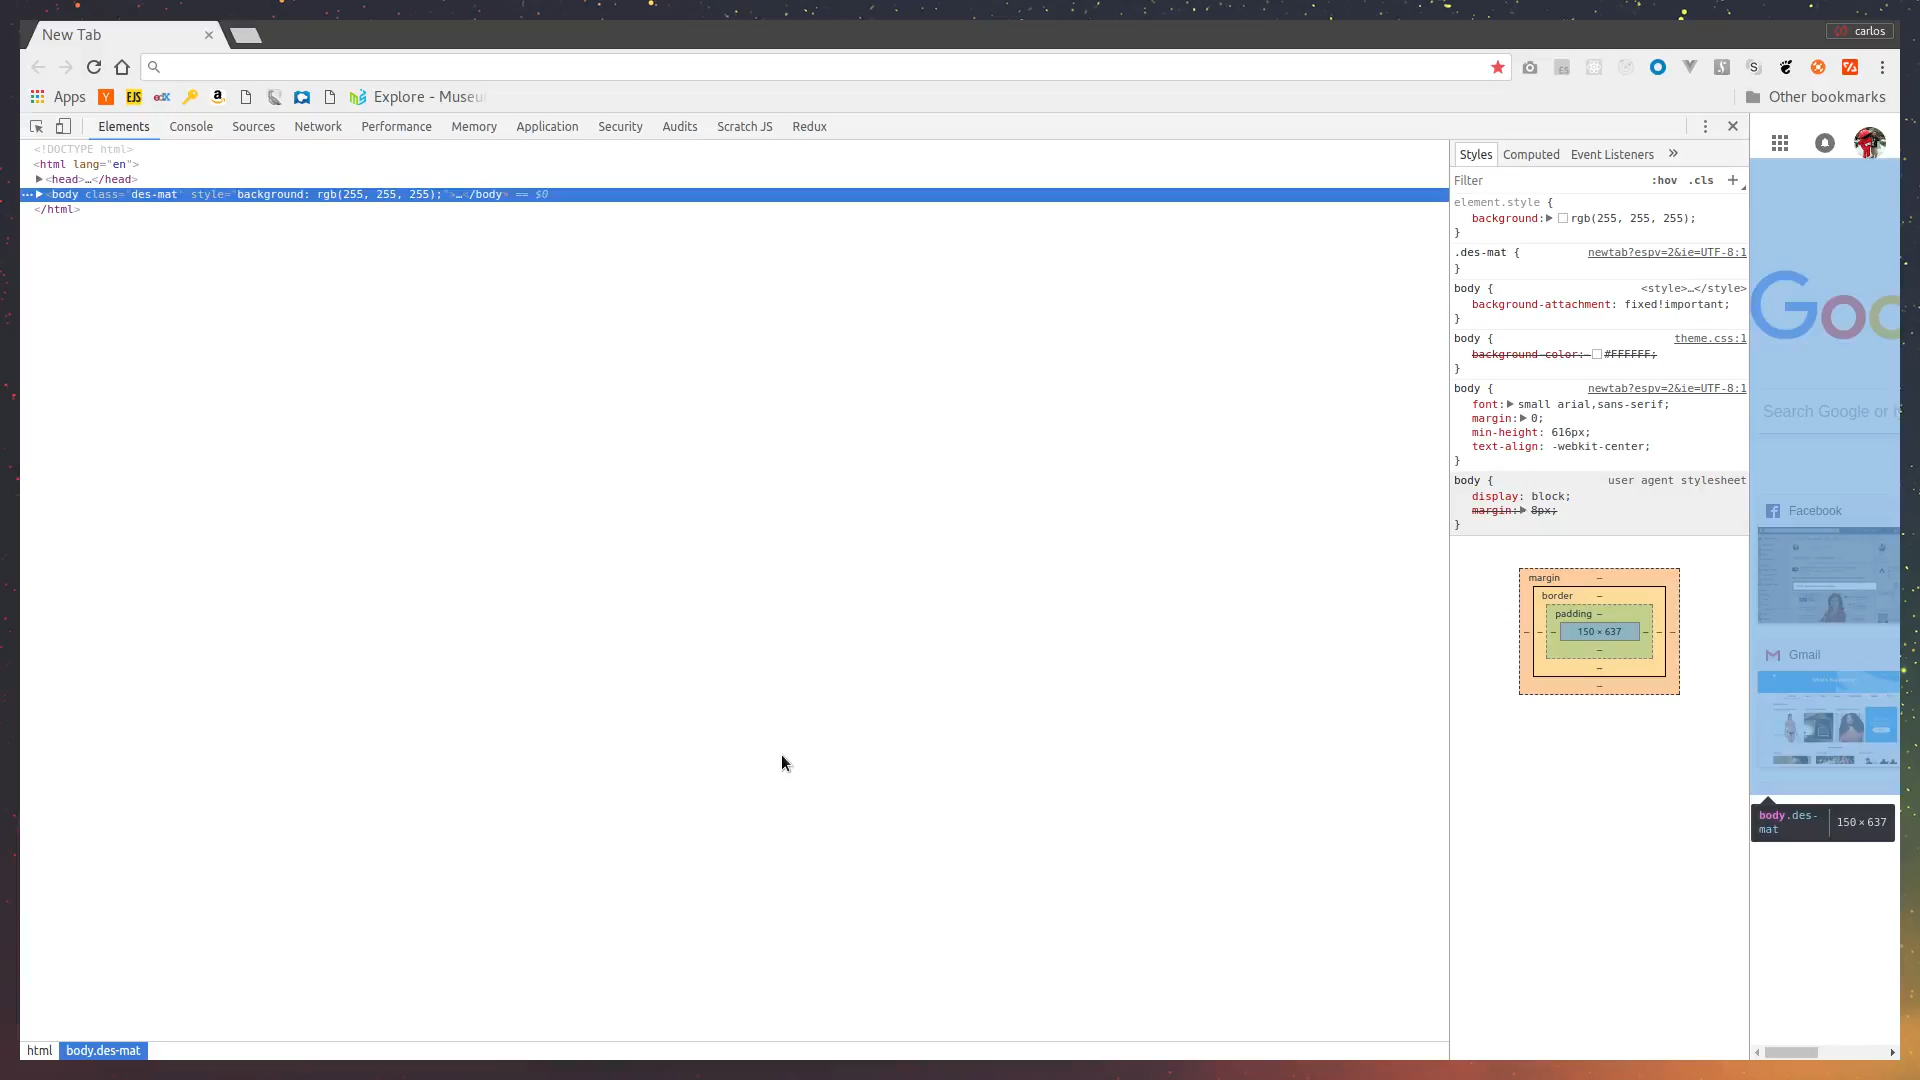 New Tab
carlos
Apps
Y
EJS
edX
a
Explore - Museu
Other bookmarks
Elements
Console
Sources
Network
Performance
Memory
Application
Security
Audits
Scratch JS
Redux
<!DOCTYPE html>
<html lang="en">
<head>…</head>
<body class="des-mat" style="background: rgb(255, 255, 255);">…</body> == $0
</html>
html
body.des-mat
Styles
Computed
Event Listeners
Filter
:hov
.cls
element.style {
background: rgb(255, 255, 255);
}
.des-mat {
newtab?espv=2&ie=UTF-8:1
}
body {
<style>…</style>
background-attachment: fixed!important;
}
body {
theme.css:1
background-color: #FFFFFF;
}
body {
newtab?espv=2&ie=UTF-8:1
font: small arial,sans-serif;
margin: 0;
min-height: 616px;
text-align: -webkit-center;
}
body {
user agent stylesheet
display: block;
margin: 8px;
}
margin –
border –
padding –
– – – 150 × 637 – – –
–
–
–
Goo
Search Google or t
Facebook
Gmail
body.des-
mat
150 × 637